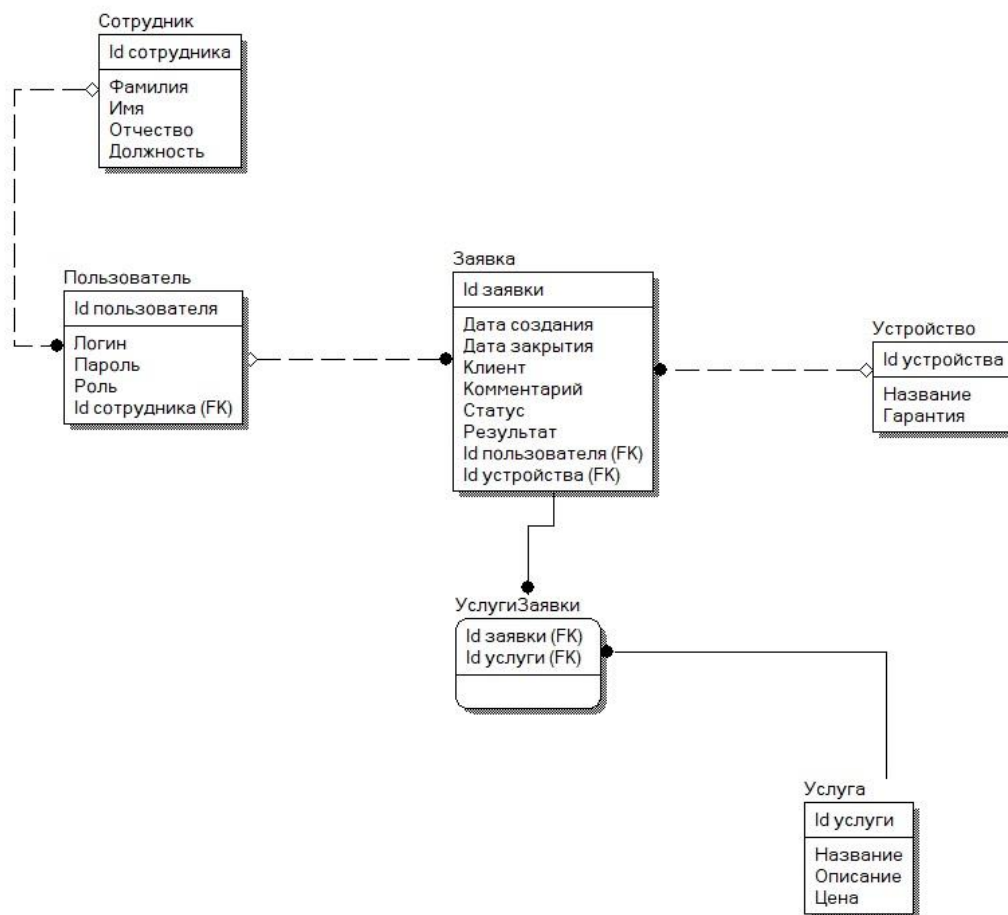 Сотрудник
Id сотрудника
Фамилия
Имя
Отчество
Должность
Пользователь
Id пользователя
Логин
Пароль
Роль
Id сотрудника (FK)
Заявка
Id заявки
Дата создания
Дата закрытия
Клиент
Комментарий
Статус
Результат
Id пользователя (FK)
Id устройства (FK)
Устройство
Id устройства
Название
Гарантия
УслугиЗаявки
Id заявки (FK)
Id услуги (FK)
Услуга
Id услуги
Название
Описание
Цена